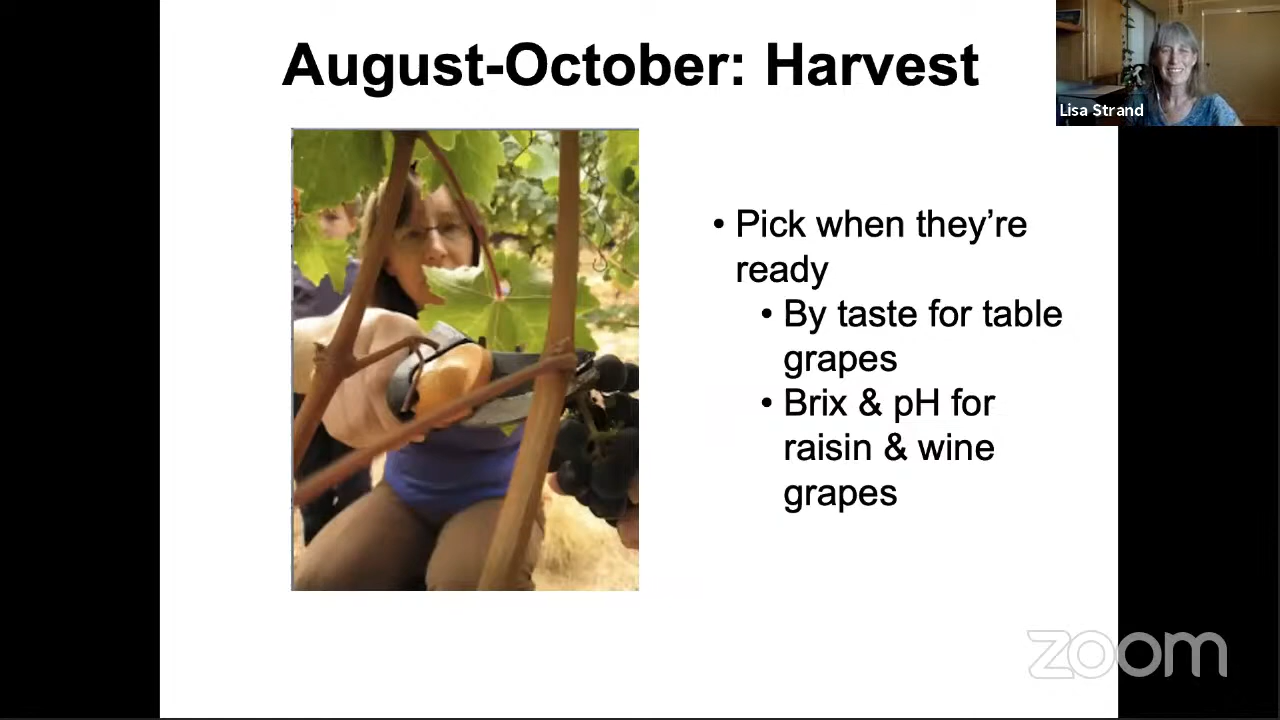 August-October: Harvest
Lisa Strand
• Pick when they’re
ready
• By taste for table
grapes
• Brix & pH for
raisin & wine
grapes
zoom